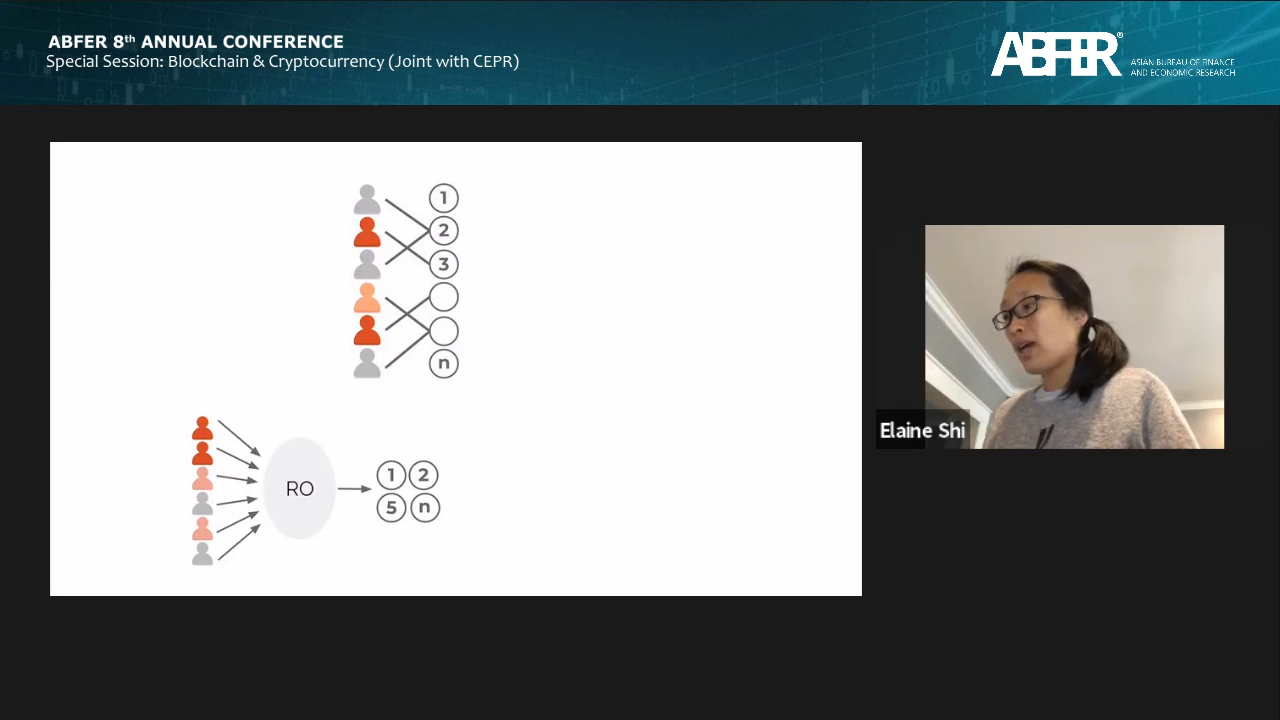 ABFER 8th ANNUAL CONFERENCE
Special Session: Blockchain & Cryptocurrency (Joint with CEPR)
ABFER®
ASIAN BUREAU OF FINANCE
AND ECONOMIC RESEARCH
1
2
3
n
Elaine Shi
RO
1 2
5 n